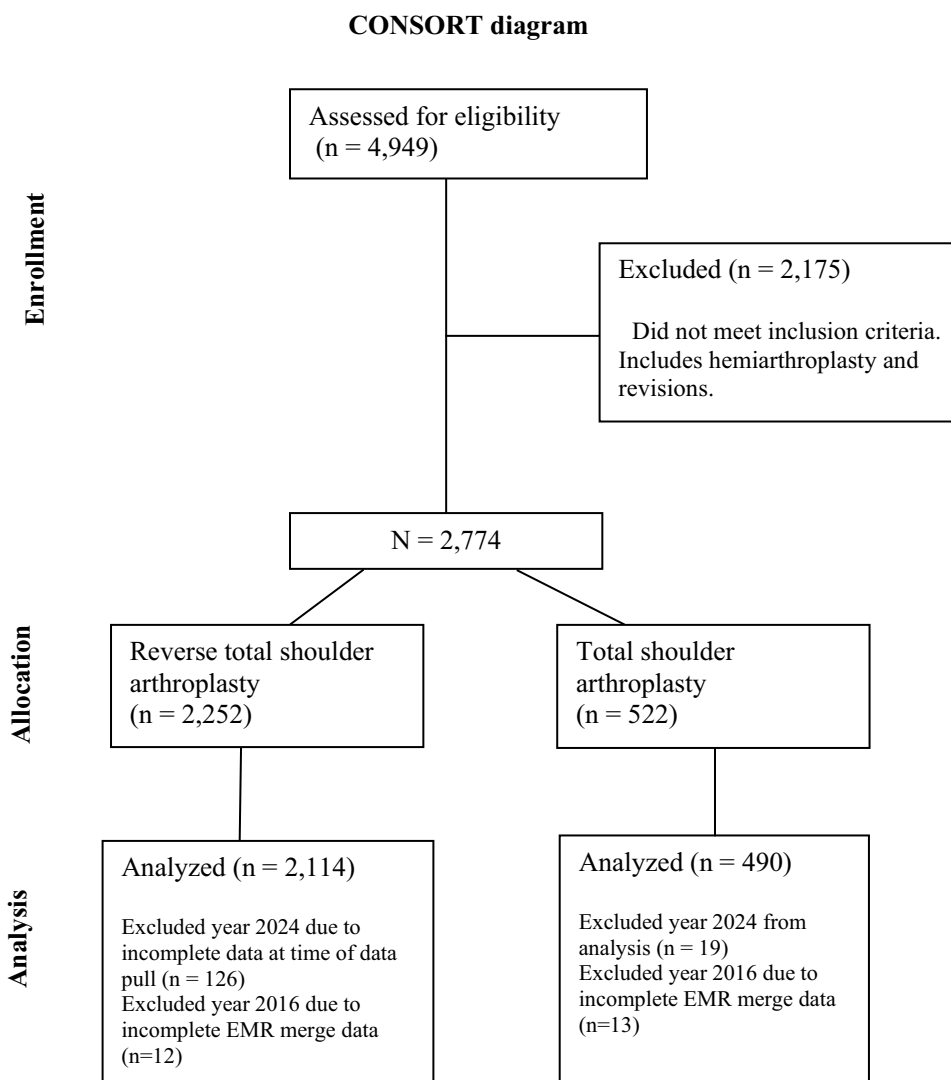 CONSORT diagram
Enrollment
Assessed for eligibility
(n = 4,949)
Excluded (n = 2,175)
Did not meet inclusion criteria.
Includes hemiarthroplasty and
revisions.
N = 2,774
Allocation
Reverse total shoulder
arthroplasty
(n = 2,252)
Total shoulder
arthroplasty
(n = 522)
Analysis
Analyzed (n = 2,114)
Excluded year 2024 due to
incomplete data at time of data
pull (n = 126)
Excluded year 2016 due to
incomplete EMR merge data
(n=12)
Analyzed (n = 490)
Excluded year 2024 from
analysis (n = 19)
Excluded year 2016 due to
incomplete EMR merge data
(n=13)